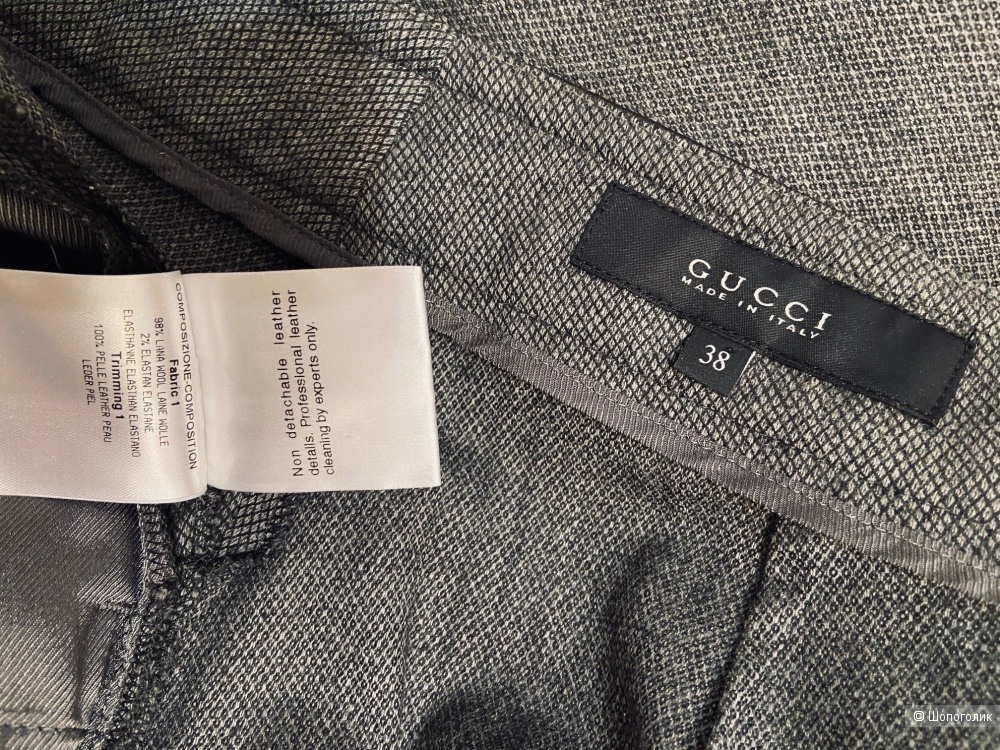 COMPOSIZIONE-COMPOSITION
Fabric 1
98% LANA WOOL LAINE WOLLE
2% ELASTAN ELASTANE
ELASTHANNE ELASTHAN ELASTANO
Trimming 1
100% PELLE LEATHER PEAU
LEDER PIEL
Non detachable leather
details. Professional leather
cleaning by experts only.
GUCCI
MADE IN ITALY
38
© Шопоголик